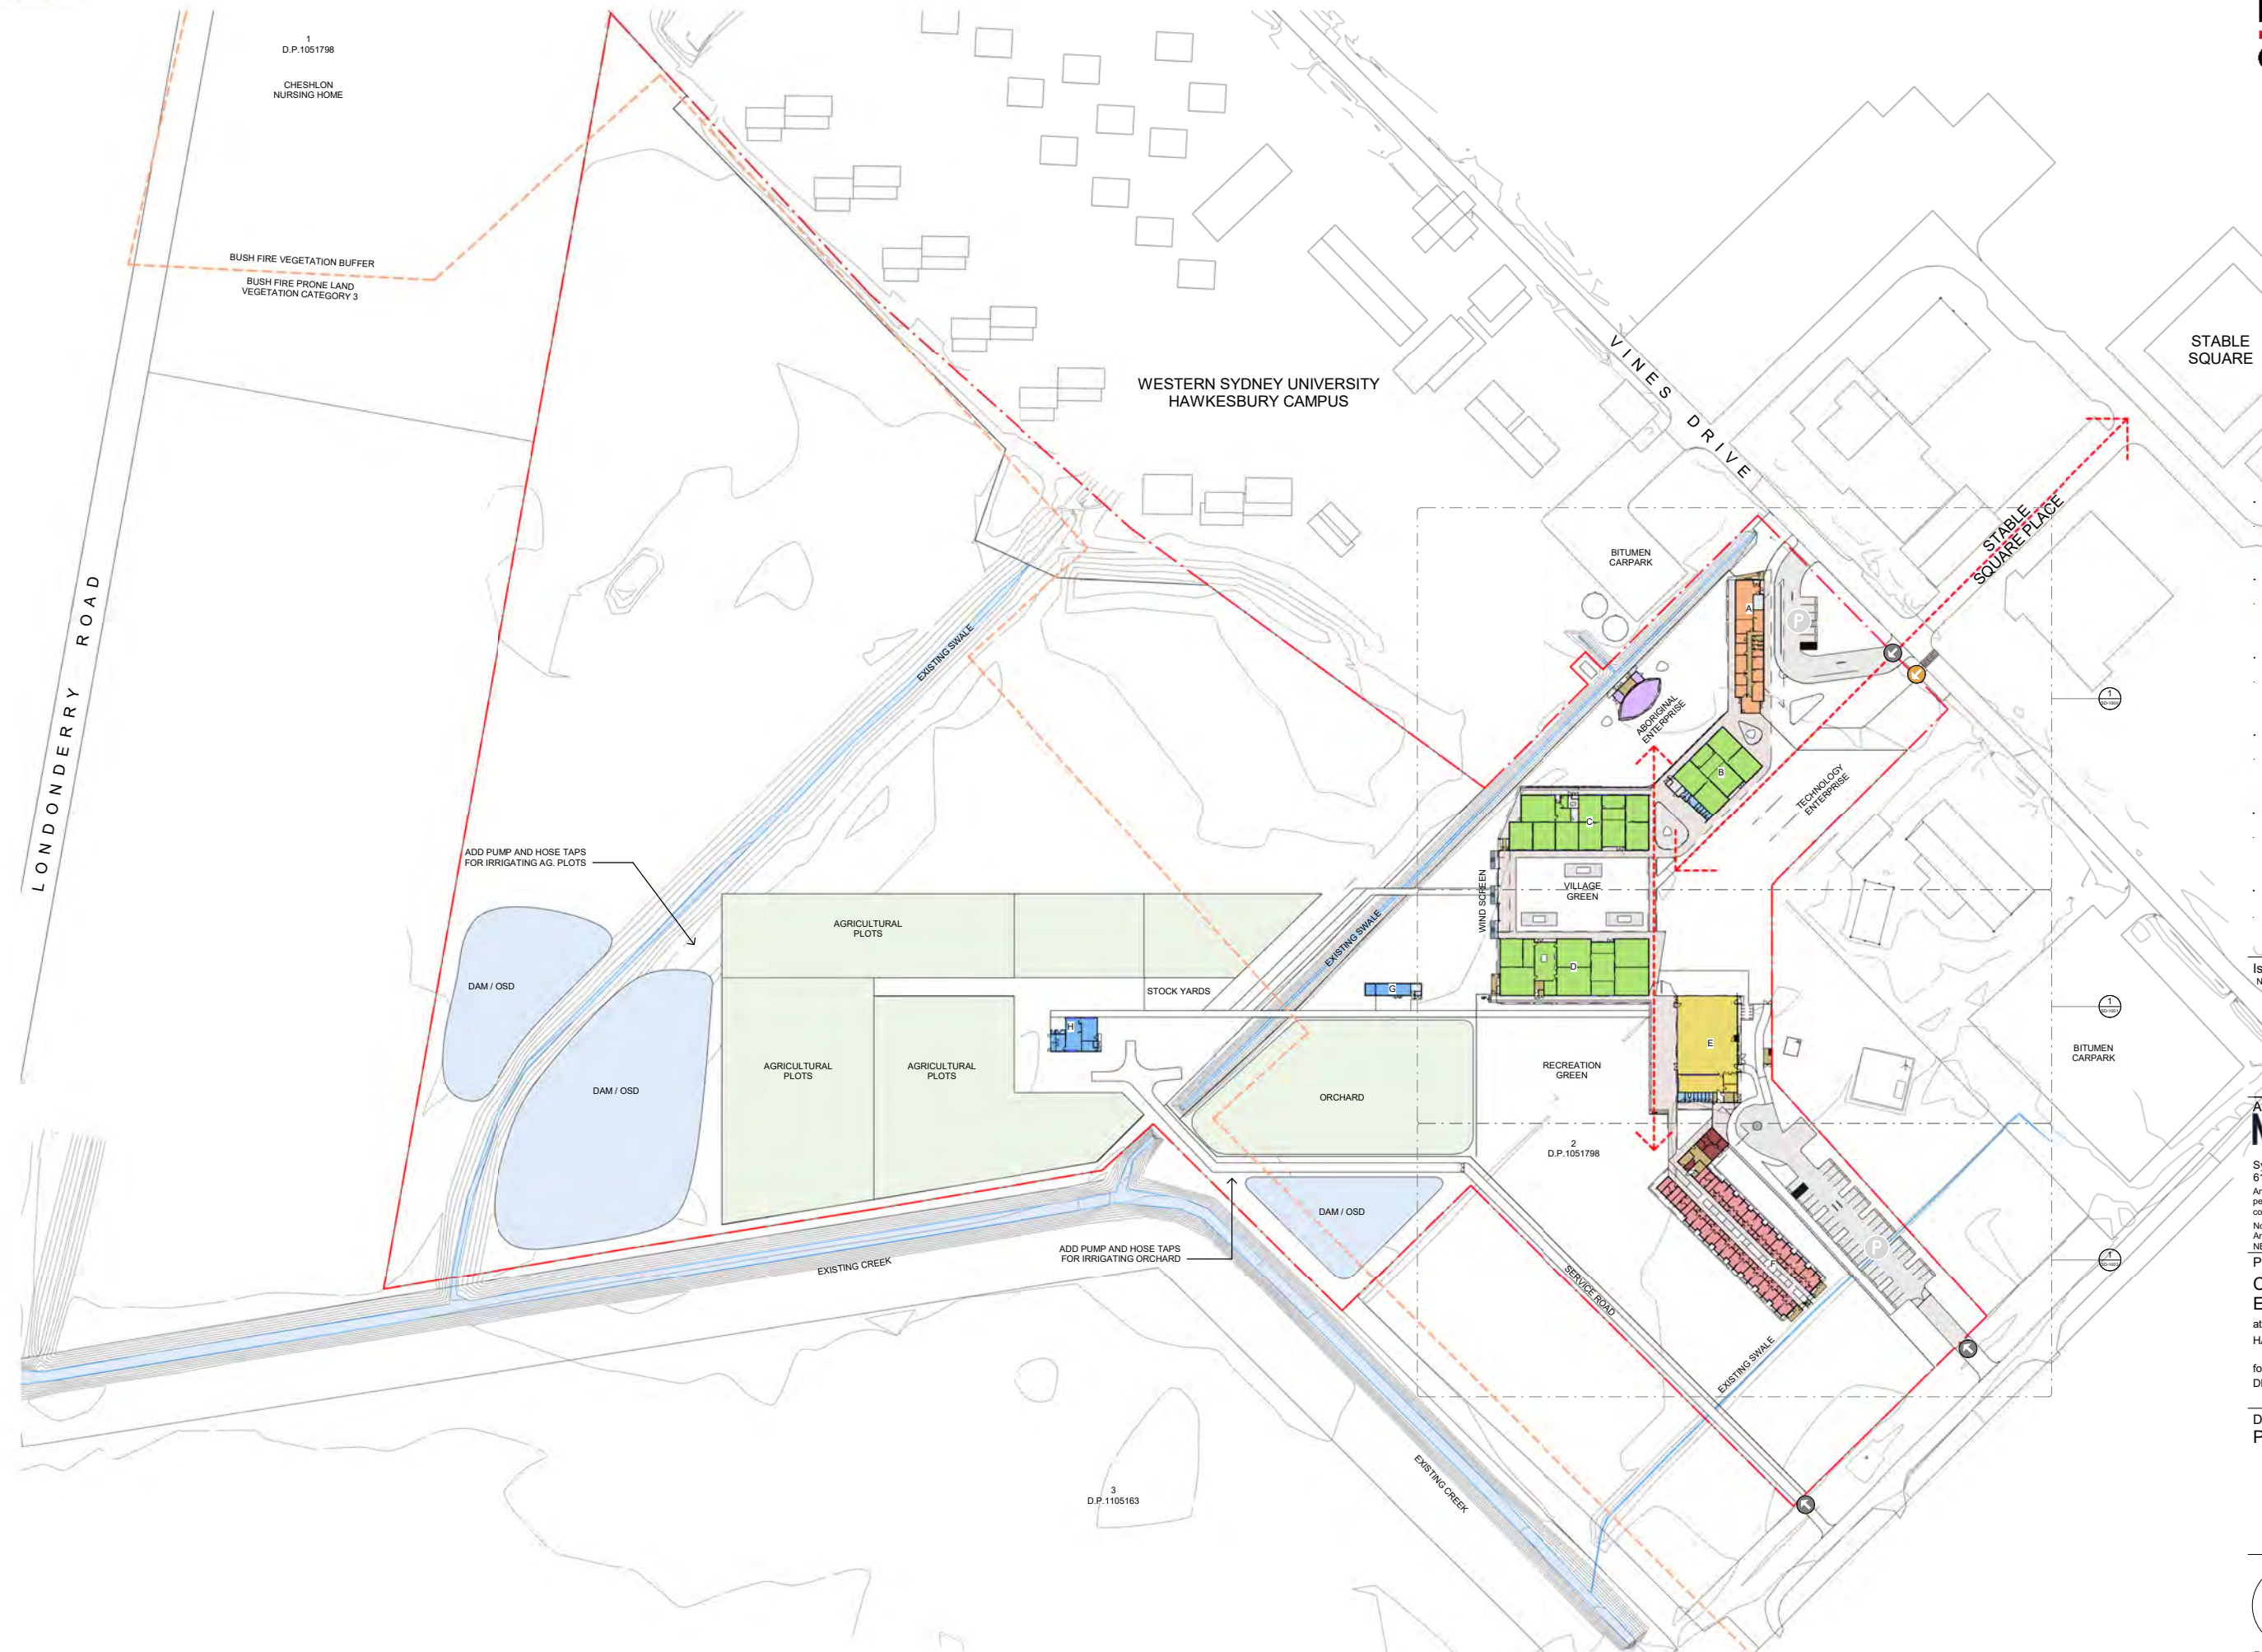 1
D.P.1051798
CHESHLON
NURSING HOME
BUSH FIRE VEGETATION BUFFER
BUSH FIRE PRONE LAND
VEGETATION CATEGORY 3
LONDONDERRY ROAD
WESTERN SYDNEY UNIVERSITY
HAWKESBURY CAMPUS
VINES DRIVE
STABLE
SQUARE
STABLE
SQUARE PLACE
BITUMEN
CARPARK
A
P
EXISTING SWALE
ABORIGINAL
ENTERPRISE
B
TECHNOLOGY
ENTERPRISE
1
C
ADD PUMP AND HOSE TAPS
FOR IRRIGATING AG. PLOTS
WIND SCREEN
VILLAGE
GREEN
AGRICULTURAL
PLOTS
EXISTING SWALE
D
DAM / OSD
STOCK YARDS
G
H
1
E
BITUMEN
CARPARK
AGRICULTURAL
PLOTS
AGRICULTURAL
PLOTS
RECREATION
GREEN
DAM / OSD
ORCHARD
2
D.P.1051798
DAM / OSD
ADD PUMP AND HOSE TAPS
FOR IRRIGATING ORCHARD
EXISTING CREEK
F
P
1
SERVICE ROAD
EXISTING SWALE
EXISTING CREEK
3
D.P.1105163